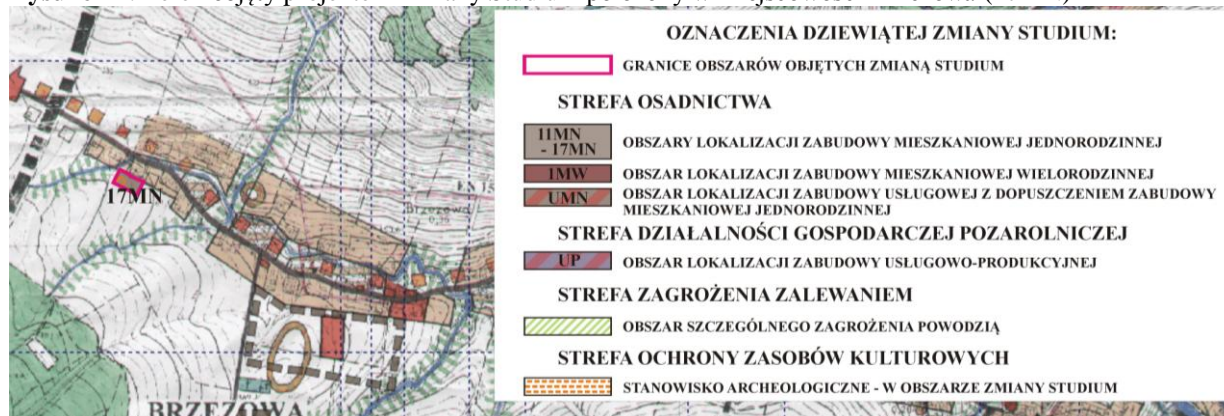 OZNACZENIA DZIEWIĄTEJ ZMIANY STUDIUM:
GRANICE OBSZARÓW OBJĘTYCH ZMIANĄ STUDIUM
STREFA OSADNICTWA
11MN
- 17MN
OBSZARY LOKALIZACJI ZABUDOWY MIESZKANIOWEJ JEDNORODZINNEJ
1MW
OBSZAR LOKALIZACJI ZABUDOWY MIESZKANIOWEJ WIELORODZINNEJ
UMN
OBSZAR LOKALIZACJI ZABUDOWY USŁUGOWEJ Z DOPUSZCZENIEM ZABUDOWY
MIESZKANIOWEJ JEDNORODZINNEJ
STREFA DZIAŁALNOŚCI GOSPODARCZEJ POZAROLNICZEJ
UP
OBSZAR LOKALIZACJI ZABUDOWY USŁUGOWO-PRODUKCYJNEJ
STREFA ZAGROŻENIA ZALEWANIEM
OBSZAR SZCZEGÓLNEGO ZAGROŻENIA POWODZIĄ
STREFA OCHRONY ZASOBÓW KULTUROWYCH
STANOWISKO ARCHEOLOGICZNE - W OBSZARZE ZMIANY STUDIUM
17MN
Brzezowa
BRZEZOWA